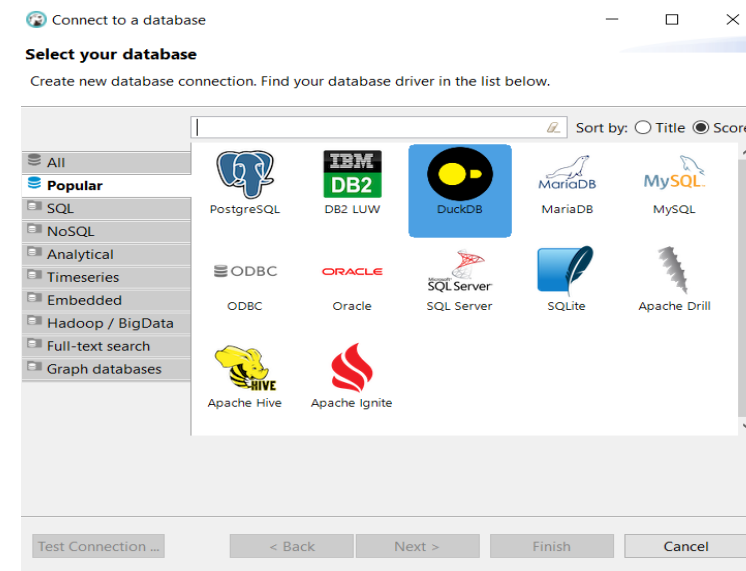 Connect to a database
Select your database
Create new database connection. Find your database driver in the list below.
Sort by: Title Score
All
Popular
SQL
NoSQL
Analytical
Timeseries
Embedded
Hadoop / BigData
Full-text search
Graph databases
IBM
DB2
MariaDB
MySQL.
PostgreSQL
DB2 LUW
DuckDB
MariaDB
MySQL
ODBC
ORACLE
Microsoft
SQL Server
ODBC
Oracle
SQL Server
SQLite
Apache Drill
HIVE
Apache Hive
Apache Ignite
Test Connection ...
< Back
Next >
Finish
Cancel